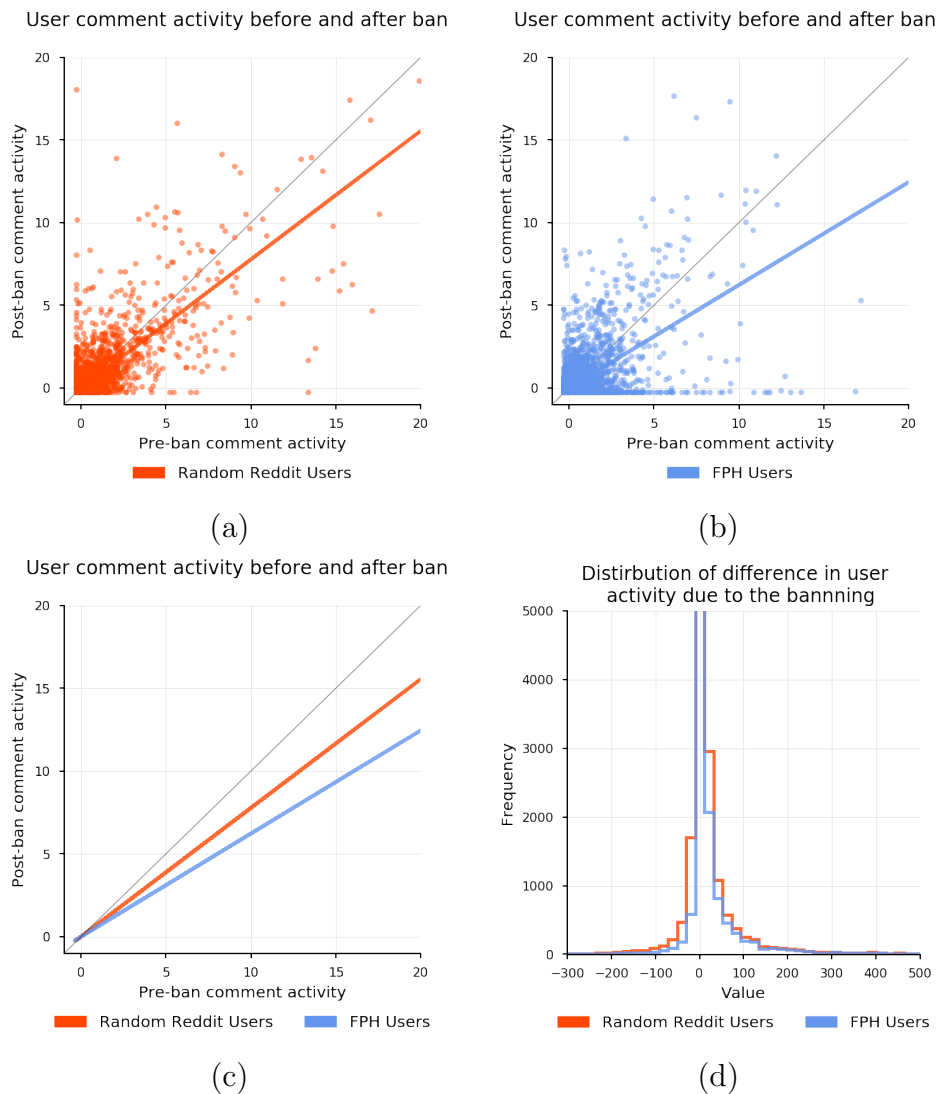 User comment activity before and after ban
20
15
10
5
0
Post-ban comment activity
0
5
10
15
20
Pre-ban comment activity
Random Reddit Users
(a)
User comment activity before and after ban
20
15
10
5
0
Post-ban comment activity
0
5
10
15
20
Pre-ban comment activity
FPH Users
(b)
User comment activity before and after ban
20
15
10
5
0
Post-ban comment activity
0
5
10
15
20
Pre-ban comment activity
Random Reddit Users
FPH Users
(c)
Distirbution of difference in user
activity due to the bannning
5000
4000
3000
2000
1000
0
Frequency
−300
−200
−100
0
100
200
300
400
500
Value
Random Reddit Users
FPH Users
(d)